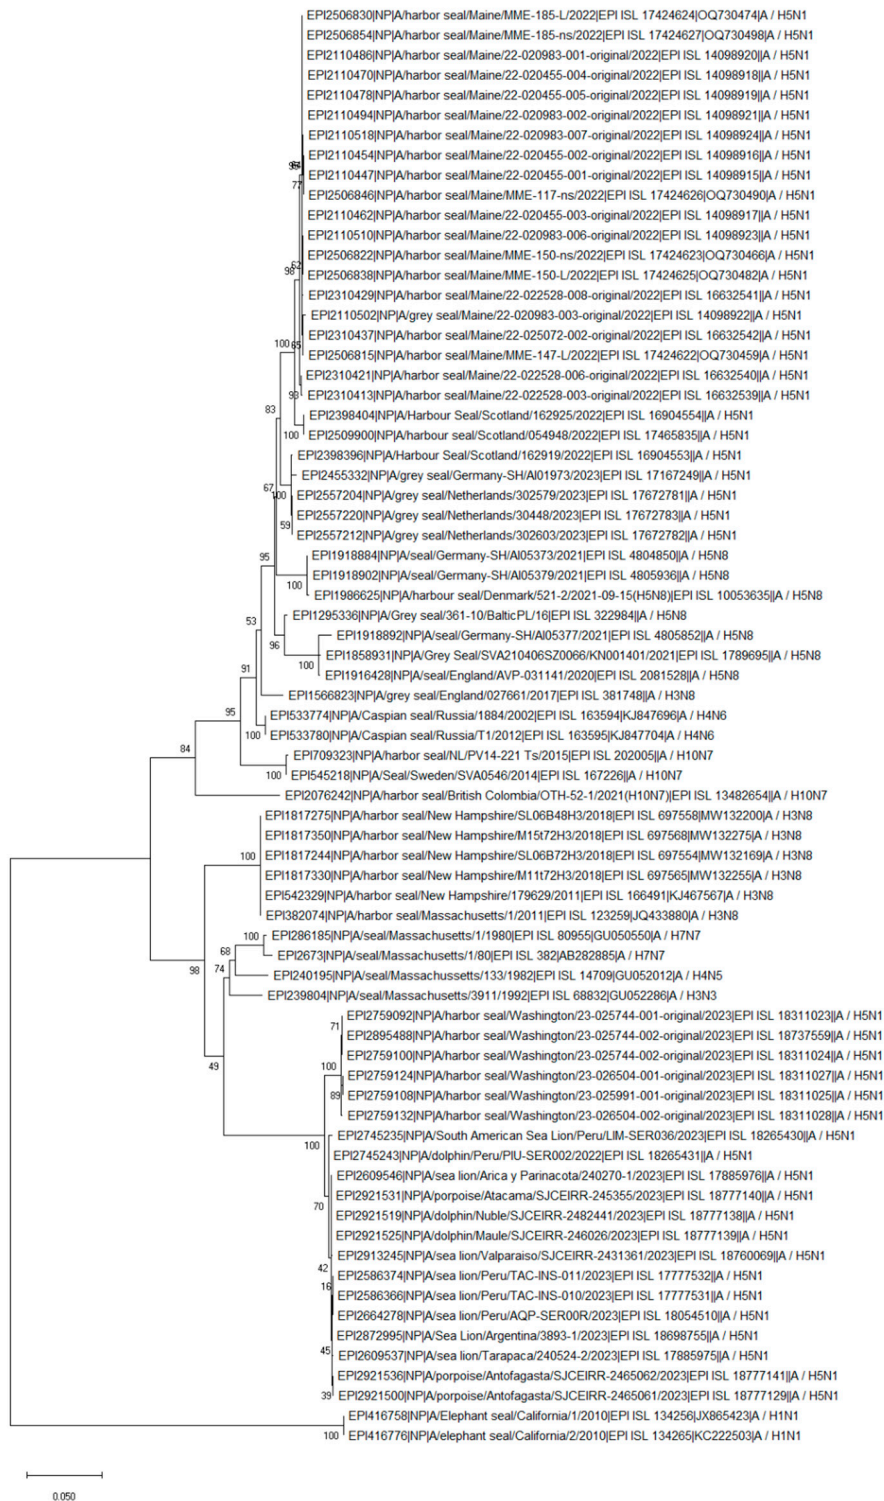 EPI2506830|NP|A/harbor seal/Maine/MME-185-L/2022|EPI ISL 17424624|OQ730474|A / H5N1
EPI2506854|NP|A/harbor seal/Maine/MME-185-ns/2022|EPI ISL 17424627|OQ730498|A / H5N1
EPI2110486|NP|A/harbor seal/Maine/22-020983-001-original/2022|EPI ISL 14098920||A / H5N1
EPI2110470|NP|A/harbor seal/Maine/22-020455-004-original/2022|EPI ISL 14098918||A / H5N1
EPI2110478|NP|A/harbor seal/Maine/22-020455-005-original/2022|EPI ISL 14098919||A / H5N1
EPI2110494|NP|A/harbor seal/Maine/22-020983-002-original/2022|EPI ISL 14098921||A / H5N1
EPI2110518|NP|A/harbor seal/Maine/22-020983-007-original/2022|EPI ISL 14098924||A / H5N1
EPI2110454|NP|A/harbor seal/Maine/22-020455-002-original/2022|EPI ISL 14098916||A / H5N1
EPI2110447|NP|A/harbor seal/Maine/22-020455-001-original/2022|EPI ISL 14098915||A / H5N1
77
EPI2506846|NP|A/harbor seal/Maine/MME-117-ns/2022|EPI ISL 17424626|OQ730490|A / H5N1
EPI2110462|NP|A/harbor seal/Maine/22-020455-003-original/2022|EPI ISL 14098917||A / H5N1
EPI2110510|NP|A/harbor seal/Maine/22-020983-006-original/2022|EPI ISL 14098923||A / H5N1
EPI2506822|NP|A/harbor seal/Maine/MME-150-ns/2022|EPI ISL 17424623|OQ730466|A / H5N1
62
98
EPI2506838|NP|A/harbor seal/Maine/MME-150-L/2022|EPI ISL 17424625|OQ730482|A / H5N1
EPI2310429|NP|A/harbor seal/Maine/22-022528-008-original/2022|EPI ISL 16632541||A / H5N1
EPI2110502|NP|A/grey seal/Maine/22-020983-003-original/2022|EPI ISL 14098922||A / H5N1
EPI2310437|NP|A/harbor seal/Maine/22-025072-002-original/2022|EPI ISL 16632542||A / H5N1
100
65
EPI2506815|NP|A/harbor seal/Maine/MME-147-L/2022|EPI ISL 17424622|OQ730459|A / H5N1
EPI2310421|NP|A/harbor seal/Maine/22-022528-006-original/2022|EPI ISL 16632540||A / H5N1
93
EPI2310413|NP|A/harbor seal/Maine/22-022528-003-original/2022|EPI ISL 16632539||A / H5N1
83
EPI2398404|NP|A/Harbour Seal/Scotland/162925/2022|EPI ISL 16904554||A / H5N1
100
EPI2509900|NP|A/harbour seal/Scotland/054948/2022|EPI ISL 17465835||A / H5N1
EPI2398396|NP|A/Harbour Seal/Scotland/162919/2022|EPI ISL 16904553||A / H5N1
EPI2455332|NP|A/grey seal/Germany-SH/AI01973/2023|EPI ISL 17167249||A / H5N1
67
100
EPI2557204|NP|A/grey seal/Netherlands/302579/2023|EPI ISL 17672781||A / H5N1
EPI2557220|NP|A/grey seal/Netherlands/30448/2023|EPI ISL 17672783||A / H5N1
59
EPI2557212|NP|A/grey seal/Netherlands/302603/2023|EPI ISL 17672782||A / H5N1
95
EPI1918884|NP|A/seal/Germany-SH/AI05373/2021|EPI ISL 4804850||A / H5N8
EPI1918902|NP|A/seal/Germany-SH/AI05379/2021|EPI ISL 4805936||A / H5N8
100
EPI1986625|NP|A/harbour seal/Denmark/521-2/2021-09-15(H5N8)|EPI ISL 10053635||A / H5N8
EPI1295336|NP|A/Grey seal/361-10/BalticPL/16|EPI ISL 322984||A / H5N8
53
96
EPI1918892|NP|A/seal/Germany-SH/AI05377/2021|EPI ISL 4805852||A / H5N8
EPI1858931|NP|A/Grey Seal/SVA210406SZ0066/KN001401/2021|EPI ISL 1789695||A / H5N8
100
EPI1916428|NP|A/seal/England/AVP-031141/2020|EPI ISL 2081528||A / H5N8
91
EPI1566823|NP|A/grey seal/England/027661/2017|EPI ISL 381748||A / H3N8
95
EPI533774|NP|A/Caspian seal/Russia/1884/2002|EPI ISL 163594|KJ847696|A / H4N6
100
EPI533780|NP|A/Caspian seal/Russia/T1/2012|EPI ISL 163595|KJ847704|A / H4N6
84
EPI709323|NP|A/harbor seal/NL/PV14-221 Ts/2015|EPI ISL 202005||A / H10N7
100
EPI545218|NP|A/Seal/Sweden/SVA0546/2014|EPI ISL 167226||A / H10N7
EPI2076242|NP|A/harbor seal/British Colombia/OTH-52-1/2021(H10N7)|EPI ISL 13482654||A / H10N7
EPI1817275|NP|A/harbor seal/New Hampshire/SL06B48H3/2018|EPI ISL 697558|MW132200|A / H3N8
EPI1817350|NP|A/harbor seal/New Hampshire/M15t72H3/2018|EPI ISL 697568|MW132275|A / H3N8
100
EPI1817244|NP|A/harbor seal/New Hampshire/SL06B72H3/2018|EPI ISL 697554|MW132169|A / H3N8
EPI1817330|NP|A/harbor seal/New Hampshire/M11t72H3/2018|EPI ISL 697565|MW132255|A / H3N8
EPI542329|NP|A/harbor seal/New Hampshire/179629/2011|EPI ISL 166491|KJ467567|A / H3N8
EPI382074|NP|A/harbor seal/Massachusetts/1/2011|EPI ISL 123259|JQ433880|A / H3N8
100
EPI286185|NP|A/seal/Massachusetts/1/1980|EPI ISL 80955|GU050550|A / H7N7
68
EPI2673|NP|A/seal/Massachusetts/1/80|EPI ISL 382|AB282885|A / H7N7
98
74
EPI240195|NP|A/seal/Massachussetts/133/1982|EPI ISL 14709|GU052012|A / H4N5
EPI239804|NP|A/seal/Massachusetts/3911/1992|EPI ISL 68832|GU052286|A / H3N3
EPI2759092|NP|A/harbor seal/Washington/23-025744-001-original/2023|EPI ISL 18311023||A / H5N1
71
EPI2895488|NP|A/harbor seal/Washington/23-025744-002-original/2023|EPI ISL 18737559||A / H5N1
EPI2759100|NP|A/harbor seal/Washington/23-025744-002-original/2023|EPI ISL 18311024||A / H5N1
49
100
EPI2759124|NP|A/harbor seal/Washington/23-026504-001-original/2023|EPI ISL 18311027||A / H5N1
89
EPI2759108|NP|A/harbor seal/Washington/23-025991-001-original/2023|EPI ISL 18311025||A / H5N1
EPI2759132|NP|A/harbor seal/Washington/23-026504-002-original/2023|EPI ISL 18311028||A / H5N1
EPI2745235|NP|A/South American Sea Lion/Peru/LIM-SER036/2023|EPI ISL 18265430||A / H5N1
100
EPI2745243|NP|A/dolphin/Peru/PIU-SER002/2022|EPI ISL 18265431||A / H5N1
EPI2609546|NP|A/sea lion/Arica y Parinacota/240270-1/2023|EPI ISL 17885976||A / H5N1
EPI2921531|NP|A/porpoise/Atacama/SJCEIRR-245355/2023|EPI ISL 18777140||A / H5N1
70
EPI2921519|NP|A/dolphin/Nuble/SJCEIRR-2482441/2023|EPI ISL 18777138||A / H5N1
EPI2921525|NP|A/dolphin/Maule/SJCEIRR-246026/2023|EPI ISL 18777139||A / H5N1
EPI2913245|NP|A/sea lion/Valparaiso/SJCEIRR-2431361/2023|EPI ISL 18760069||A / H5N1
42
EPI2586374|NP|A/sea lion/Peru/TAC-INS-011/2023|EPI ISL 17777532||A / H5N1
16
EPI2586366|NP|A/sea lion/Peru/TAC-INS-010/2023|EPI ISL 17777531||A / H5N1
EPI2664278|NP|A/sea lion/Peru/AQP-SER00R/2023|EPI ISL 18054510||A / H5N1
EPI2872995|NP|A/Sea Lion/Argentina/3893-1/2023|EPI ISL 18698755||A / H5N1
45
EPI2609537|NP|A/sea lion/Tarapaca/240524-2/2023|EPI ISL 17885975||A / H5N1
EPI2921536|NP|A/porpoise/Antofagasta/SJCEIRR-2465062/2023|EPI ISL 18777141||A / H5N1
39
EPI2921500|NP|A/porpoise/Antofagasta/SJCEIRR-2465061/2023|EPI ISL 18777129||A / H5N1
EPI416758|NP|A/Elephant seal/California/1/2010|EPI ISL 134256|JX865423|A / H1N1
100
EPI416776|NP|A/elephant seal/California/2/2010|EPI ISL 134265|KC222503|A / H1N1
0.050